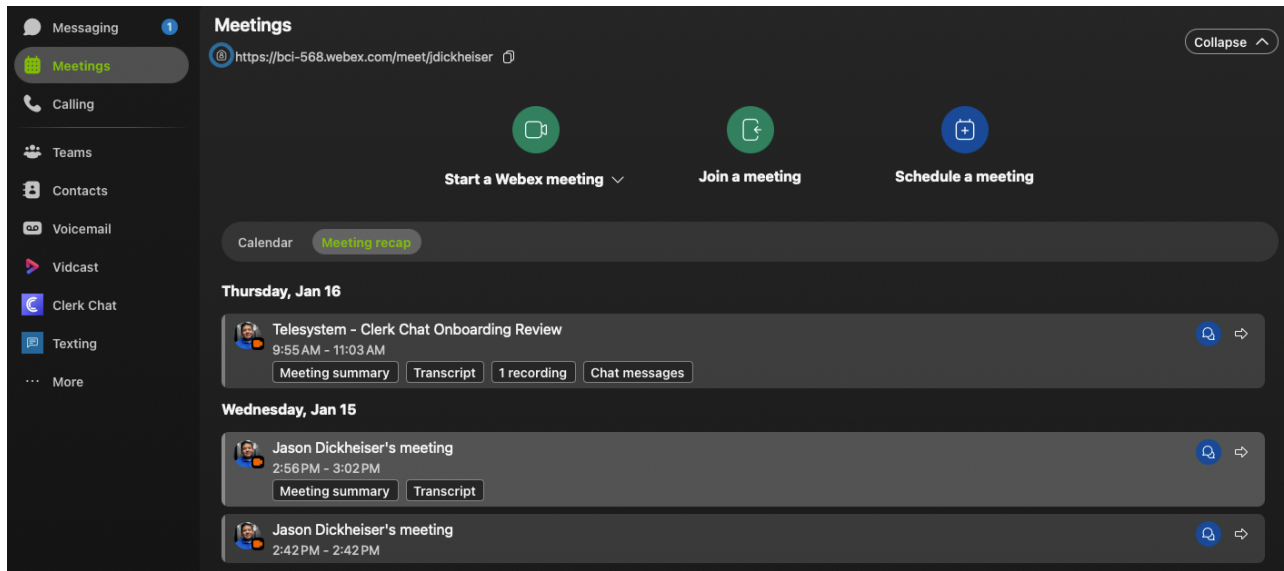 Messaging 1
Meetings
Calling
Teams
Contacts
Voicemail
Vidcast
Clerk Chat
Texting
More
Meetings
https://bci-568.webex.com/meet/jdickheiser
Collapse
Start a Webex meeting
Join a meeting
Schedule a meeting
Calendar Meeting recap
Thursday, Jan 16
Telesystem - Clerk Chat Onboarding Review
9:55 AM - 11:03 AM
Meeting summary Transcript 1 recording Chat messages
Wednesday, Jan 15
Jason Dickheiser's meeting
2:56 PM - 3:02 PM
Meeting summary Transcript
Jason Dickheiser's meeting
2:42 PM - 2:42 PM